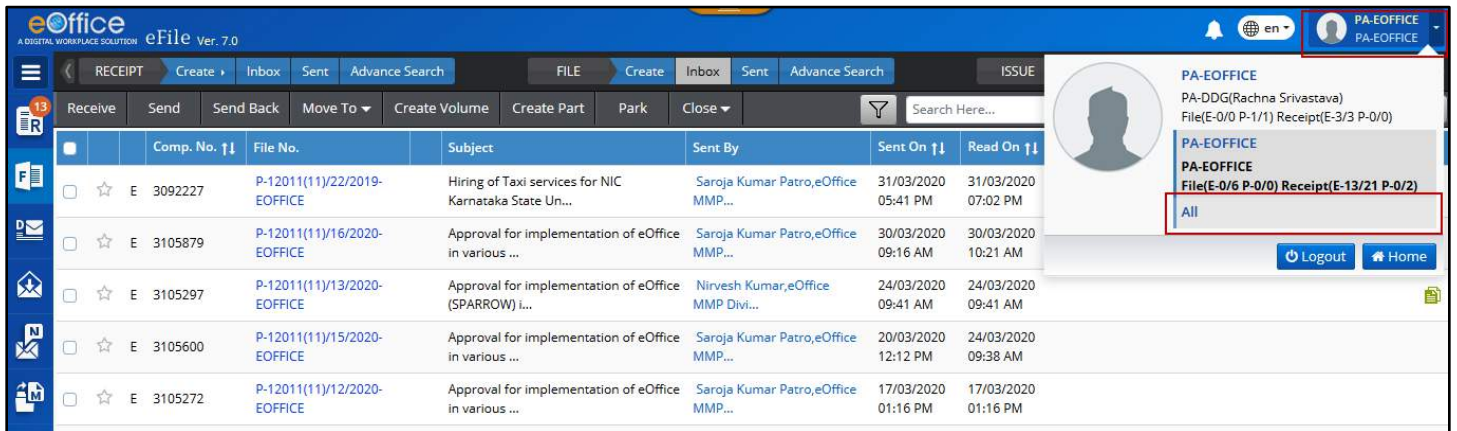 eOffice
A DIGITAL WORKPLACE SOLUTION eFile Ver. 7.0
en
PA-EOFFICE
PA-EOFFICE
RECEIPT Create Inbox Sent Advance Search FILE Create Inbox Sent Advance Search ISSUE
13
R
Receive Send Send Back Move To Create Volume Create Part Park Close Search Here...
Comp. No. File No. Subject Sent By Sent On Read On
E 3092227 P-12011(11)/22/2019- Hiring of Taxi services for NIC Saroja Kumar Patro,eOffice 31/03/2020 31/03/2020
EOFFICE Karnataka State Un... MMP... 05:41 PM 07:02 PM
E 3105879 P-12011(11)/16/2020- Approval for implementation of eOffice Saroja Kumar Patro,eOffice 30/03/2020 30/03/2020
EOFFICE in various ... MMP... 09:16 AM 10:21 AM
E 3105297 P-12011(11)/13/2020- Approval for implementation of eOffice Nirvesh Kumar,eOffice 24/03/2020 24/03/2020
EOFFICE (SPARROW) i... MMP Divi... 09:41 AM 09:41 AM
E 3105600 P-12011(11)/15/2020- Approval for implementation of eOffice Saroja Kumar Patro,eOffice 20/03/2020 24/03/2020
EOFFICE in various ... MMP... 12:12 PM 09:38 AM
E 3105272 P-12011(11)/12/2020- Approval for implementation of eOffice Saroja Kumar Patro,eOffice 17/03/2020 17/03/2020
EOFFICE in various ... MMP... 01:16 PM 01:16 PM
F
D
N
M
PA-EOFFICE
PA-DDG(Rachna Srivastava)
File(E-0/0 P-1/1) Receipt(E-3/3 P-0/0)
PA-EOFFICE
PA-EOFFICE
File(E-0/6 P-0/0) Receipt(E-13/21 P-0/2)
All
Logout Home